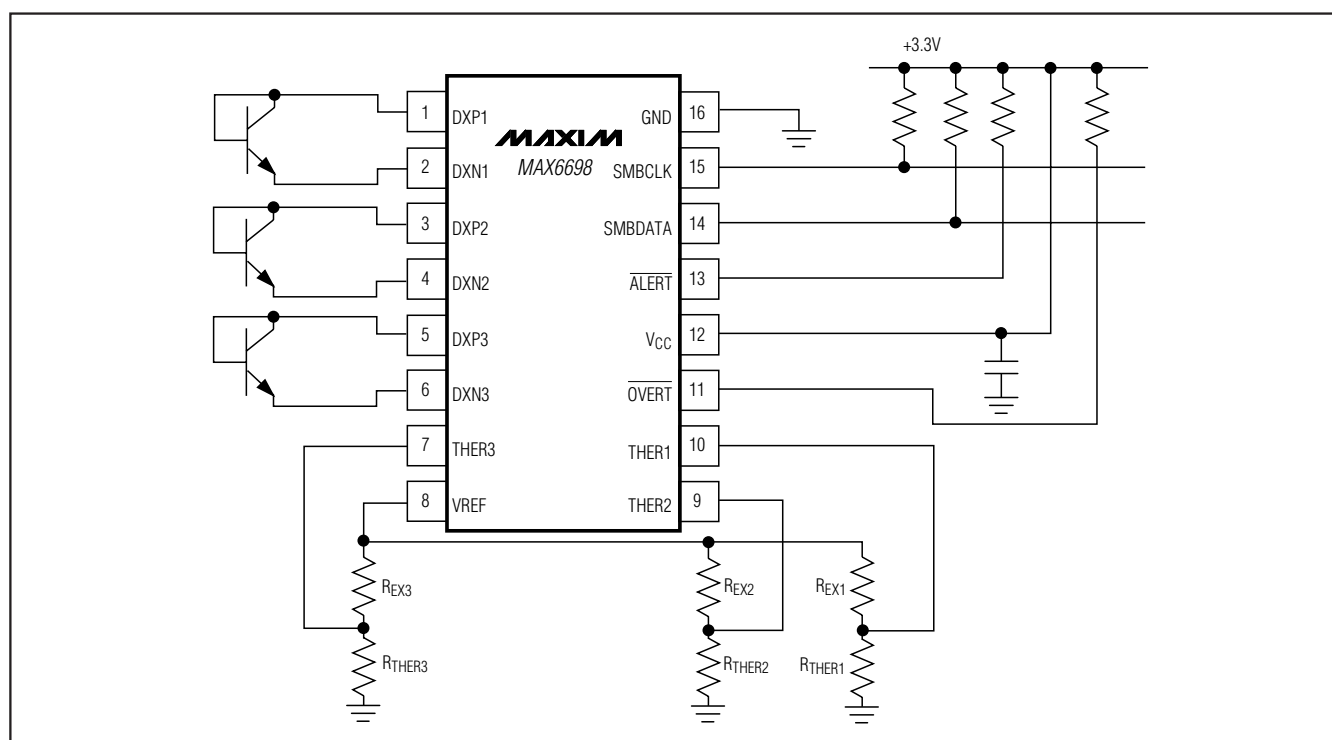 +3.3V
1 DXP1
2 DXN1
3 DXP2
4 DXN2
5 DXP3
6 DXN3
7 THER3
8 VREF
MAXIM
MAX6698
GND 16
SMBCLK 15
SMBDATA 14
ALERT 13
VCC 12
OVERT 11
THER1 10
THER2 9
REX3
RTHER3
REX2
RTHER2
REX1
RTHER1